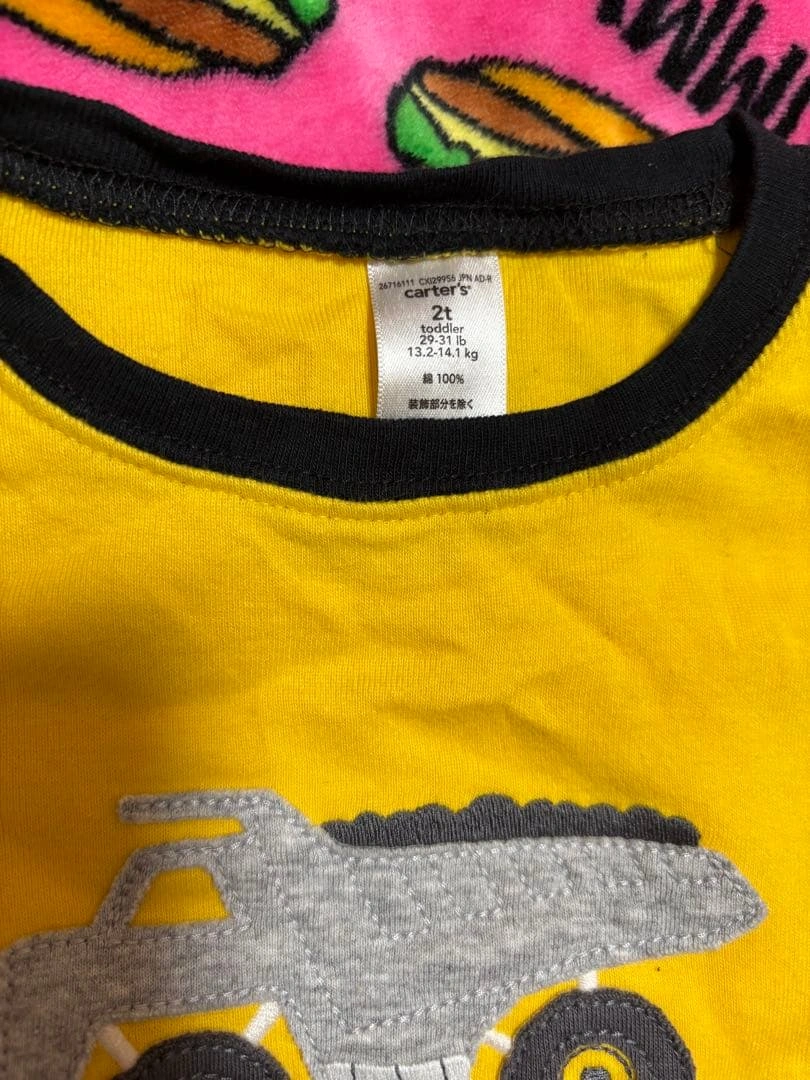 26716111 CXI29956 JPN AD-R
carter's
2t
toddler
29-31 lb
13.2-14.1 kg
綿 100%
装飾部分を除く